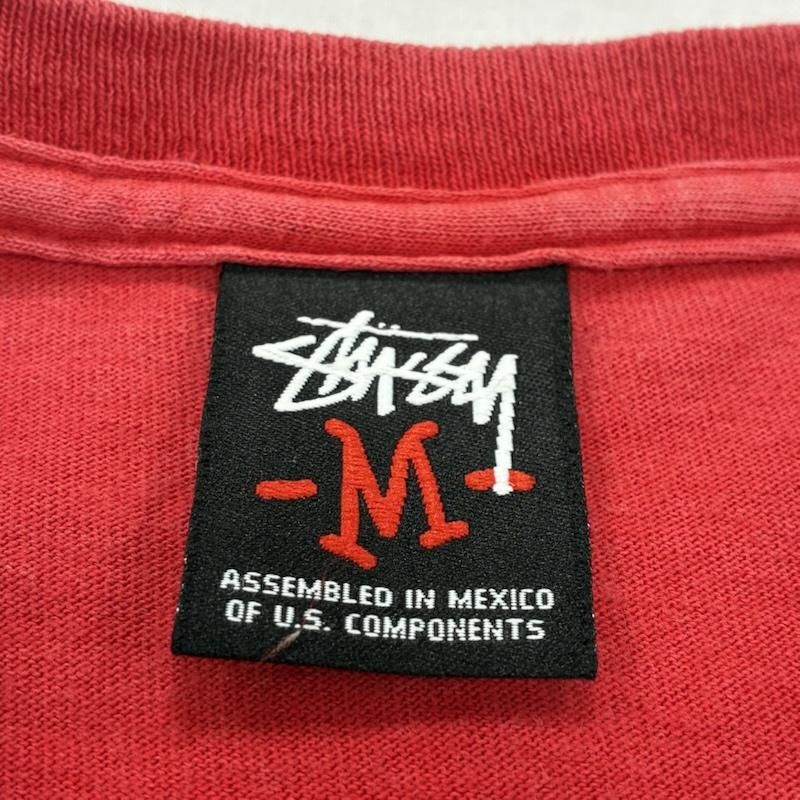 Stüssy
-M-
ASSEMBLED IN MEXICO
OF U.S. COMPONENTS